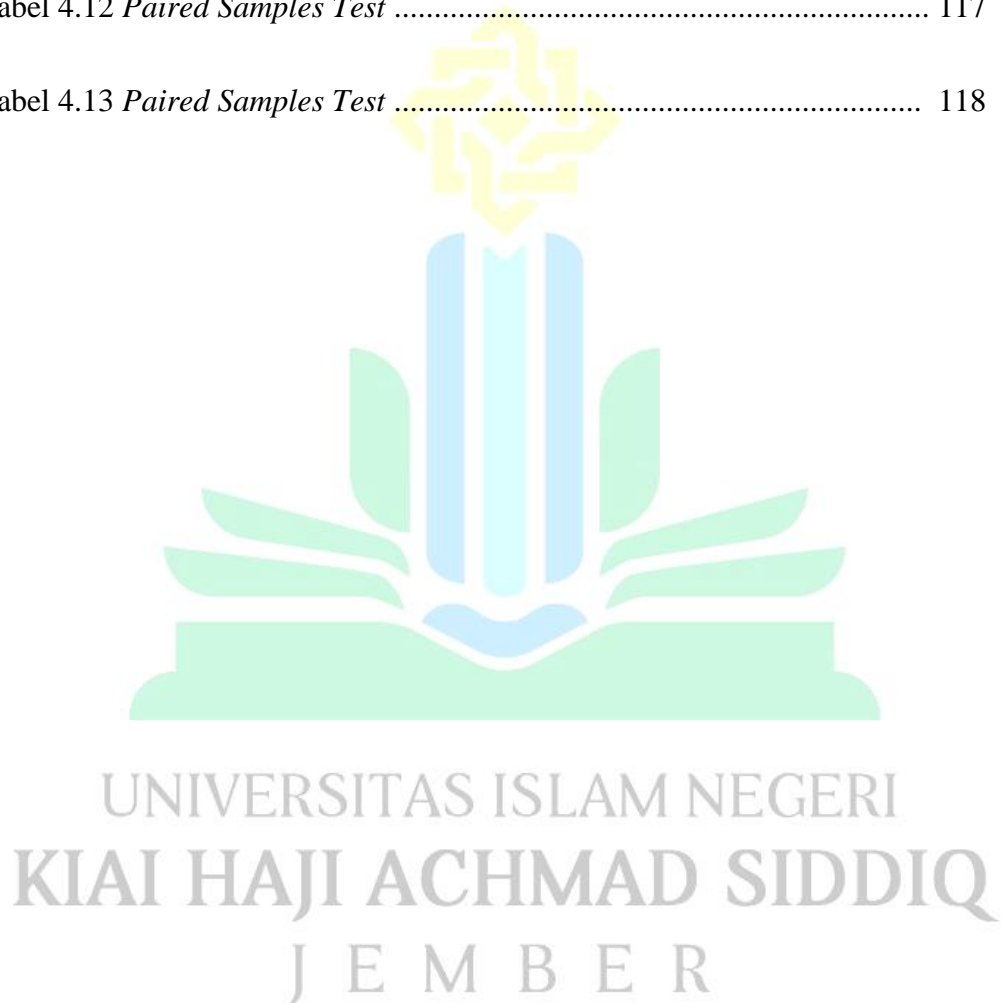 abel 4.12 Paired Samples Test ........................................................................ 117
abel 4.13 Paired Samples Test ....................................................................... 118
UNIVERSITAS ISLAM NEGERI
KIAI HAJI ACHMAD SIDDIQ
J E M B E R